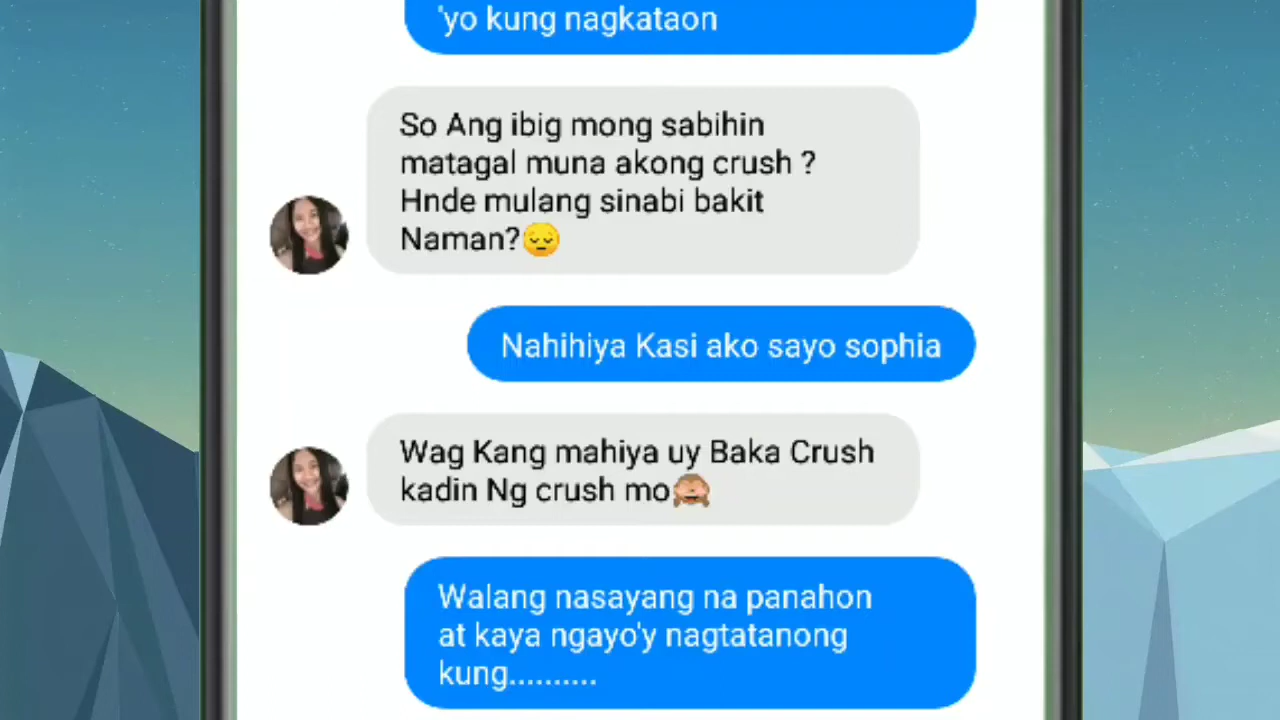 'yo kung nagkataon
So Ang ibig mong sabihin
matagal muna akong crush ?
Hnde mulang sinabi bakit
Naman?😔
Nahihiya Kasi ako sayo sophia
Wag Kang mahiya uy Baka Crush
kadin Ng crush mo🙈
Walang nasayang na panahon
at kaya ngayo'y nagtatanong
kung..........